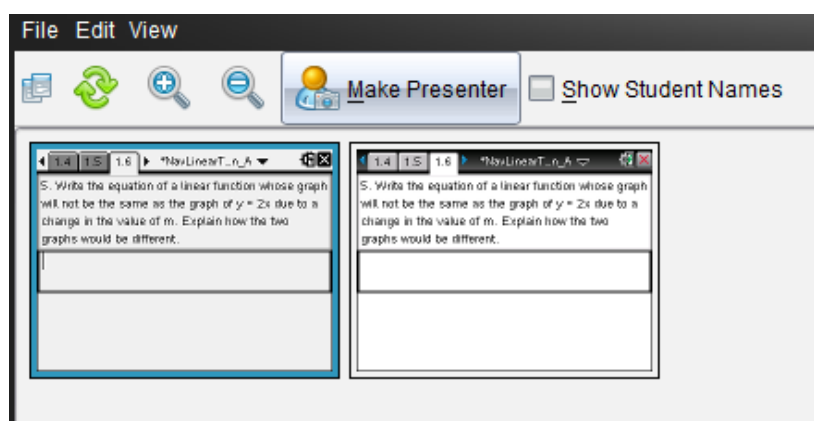 File Edit View
Make Presenter Show Student Names
1.4 1.5 1.6 *NavLinearT...n_A
5. Write the equation of a linear function whose graph
will not be the same as the graph of y = 2x due to a
change in the value of m. Explain how the two
graphs would be different.
1.4 1.5 1.6 *NavLinearT...n_A
5. Write the equation of a linear function whose graph
will not be the same as the graph of y = 2x due to a
change in the value of m. Explain how the two
graphs would be different.